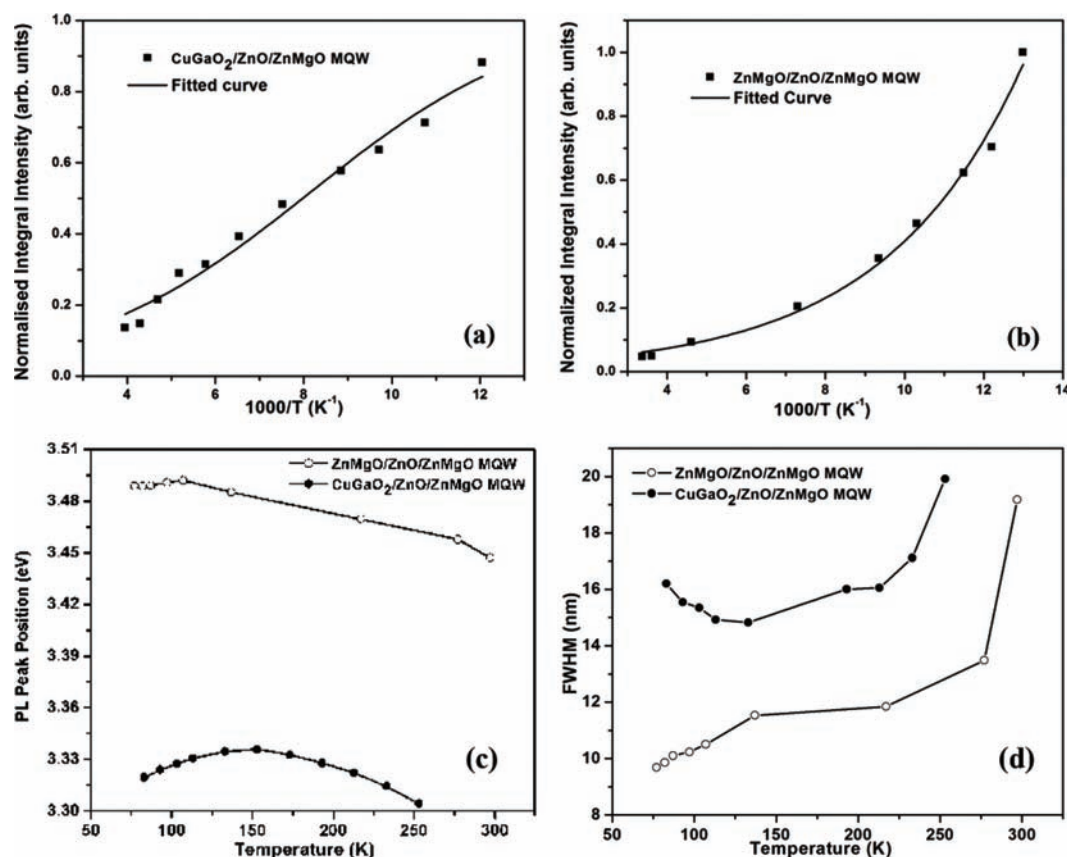 Normalised Integral Intensity (arb. units)
1.0
0.8
0.6
0.4
0.2
0.0
CuGaO2/ZnO/ZnMgO MQW
Fitted curve
(a)
4 6 8 10 12
1000/T (K-1)
Normalized Integral Intensity (arb. units)
1.0
0.8
0.6
0.4
0.2
0.0
ZnMgO/ZnO/ZnMgO MQW
Fitted Curve
(b)
4 6 8 10 12 14
1000/T (K-1)
PL Peak Position (eV)
3.51
3.48
3.45
3.42
3.39
3.36
3.33
3.30
ZnMgO/ZnO/ZnMgO MQW
CuGaO2/ZnO/ZnMgO MQW
(c)
50 100 150 200 250 300
Temperature (K)
FWHM (nm)
20
18
16
14
12
10
8
ZnMgO/ZnO/ZnMgO MQW
CuGaO2/ZnO/ZnMgO MQW
(d)
50 100 150 200 250 300
Temperature (K)